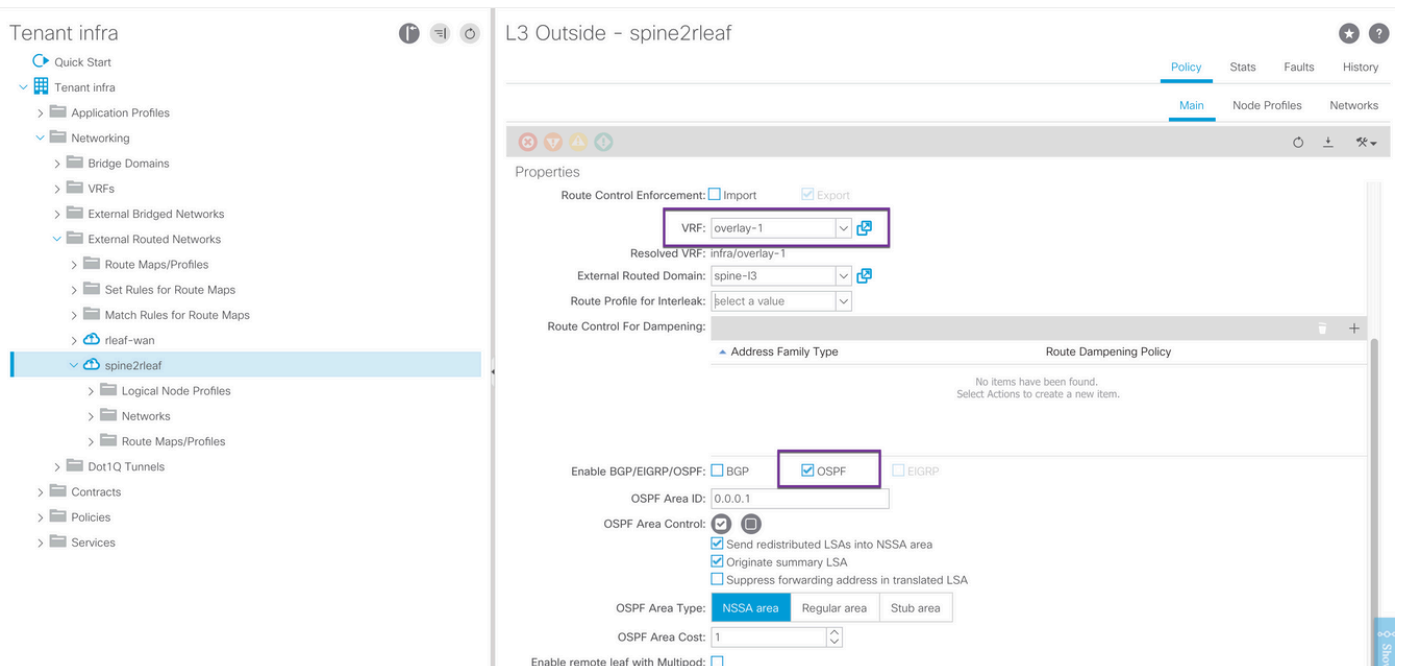 Tenant infra
Quick Start
Tenant infra
Application Profiles
Networking
Bridge Domains
VRFs
External Bridged Networks
External Routed Networks
Route Maps/Profiles
Set Rules for Route Maps
Match Rules for Route Maps
rleaf-wan
spine2rleaf
Logical Node Profiles
Networks
Route Maps/Profiles
Dot1Q Tunnels
Contracts
Policies
Services
L3 Outside - spine2rleaf
Policy Stats Faults History
Main Node Profiles Networks
Properties
Route Control Enforcement: Import Export
VRF: overlay-1
Resolved VRF: infra/overlay-1
External Routed Domain: spine-l3
Route Profile for Interleak: select a value
Route Control For Dampening:
Address Family Type Route Dampening Policy
No items have been found.
Select Actions to create a new item.
Enable BGP/EIGRP/OSPF: BGP OSPF EIGRP
OSPF Area ID: 0.0.0.1
OSPF Area Control:
Send redistributed LSAs into NSSA area
Originate summary LSA
Suppress forwarding address in translated LSA
OSPF Area Type: NSSA area Regular area Stub area
OSPF Area Cost: 1
Enable remote leaf with Multipod: